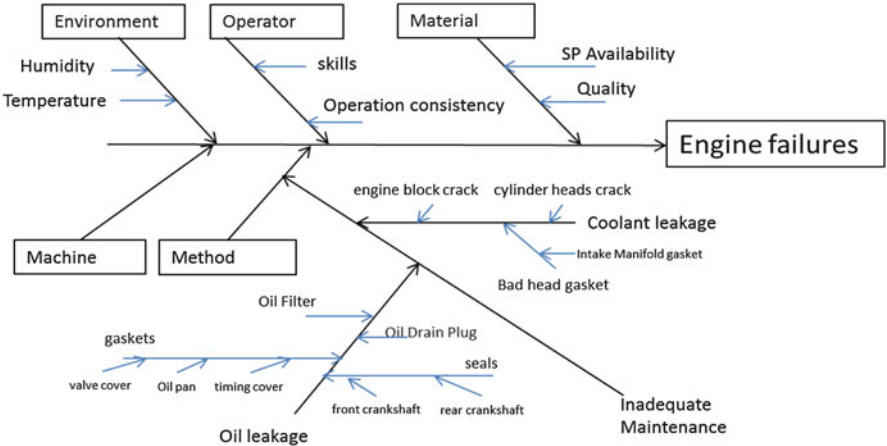 Environment
Operator
Material
Humidity
Temperature
skills
Operation consistency
SP Availability
Quality
Engine failures
engine block crack
cylinder heads crack
Coolant leakage
Intake Manifold gasket
Bad head gasket
Machine
Method
Oil Filter
Oil Drain Plug
gaskets
valve cover
Oil pan
timing cover
seals
front crankshaft
rear crankshaft
Oil leakage
Inadequate
Maintenance